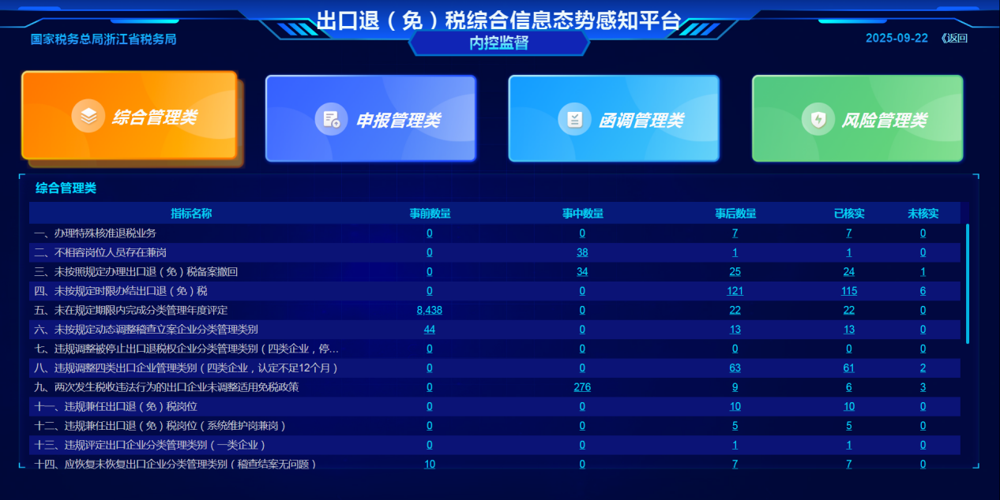 出口退（免）税综合信息态势感知平台
国家税务总局浙江省税务局
内控监督
2025-09-22 《返回
综合管理类 申报管理类 函调管理类 风险管理类
综合管理类
指标名称 事前数量 事中数量 事后数量 已核实 未核实
一、办理特殊核准退税业务 0 0 7 7 0
二、不相容岗位人员存在兼岗 0 38 1 1 0
三、未按照规定办理出口退（免）税备案撤回 0 34 25 24 1
四、未按规定时限办结出口退（免）税 0 0 121 115 6
五、未在规定期限内完成分类管理年度评定 8,438 0 22 22 0
六、未按规定动态调整稽查立案企业分类管理类别 44 0 13 13 0
七、违规调整被停止出口退税权企业分类管理类别（四类企业，停... 0 0 0 0 0
八、违规调整四类出口企业管理类别（四类企业，认定不足12个月） 0 0 63 61 2
九、两次发生税收违法行为的出口企业未调整适用免税政策 0 276 9 6 3
十一、违规兼任出口退（免）税岗位 0 0 10 10 0
十二、违规兼任出口退（免）税岗位（系统维护岗兼岗） 0 0 5 5 0
十三、违规评定出口企业分类管理类别（一类企业） 0 0 1 1 0
十四、应恢复未恢复出口企业分类管理类别（稽查结案无问题） 10 0 7 7 0